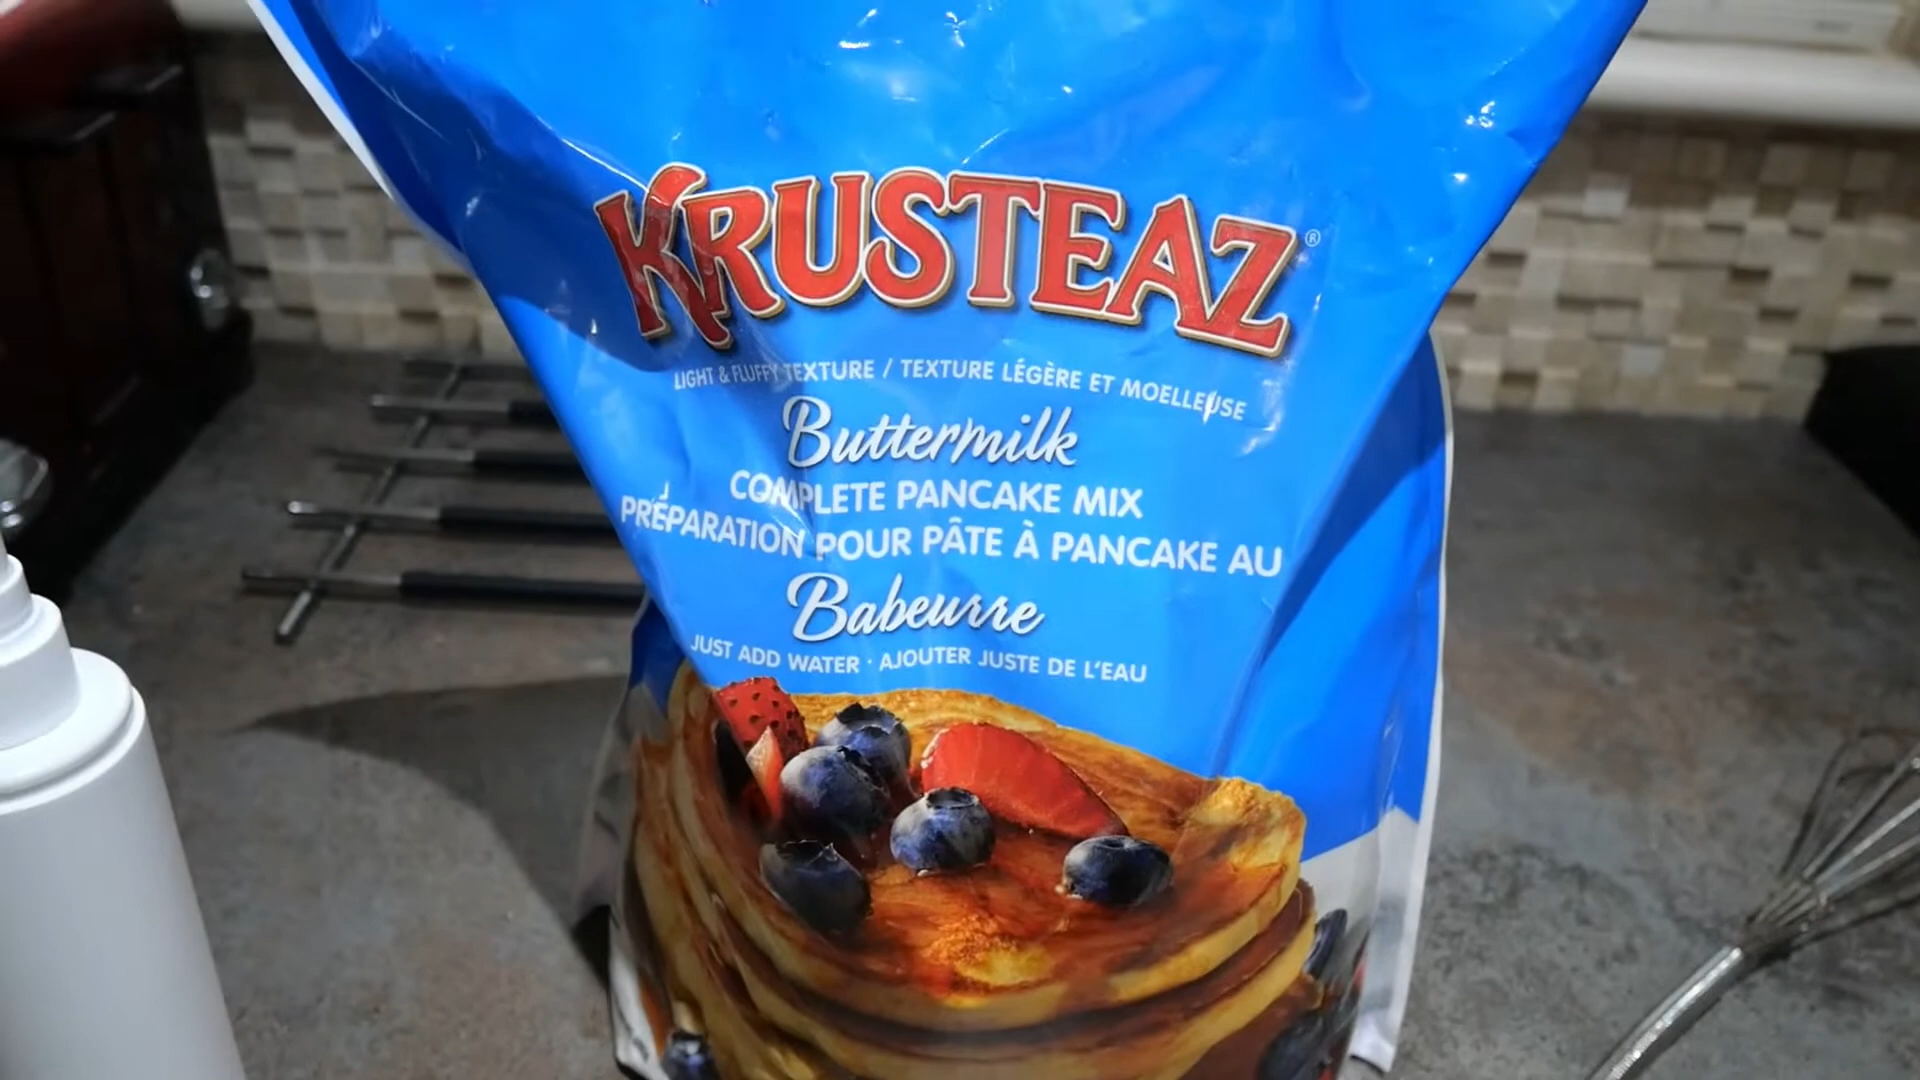 KRUSTEAZ®
LIGHT & FLUFFY TEXTURE / TEXTURE LÉGÈRE ET MOELLEUSE
Buttermilk
COMPLETE PANCAKE MIX
PRÉPARATION POUR PÂTE À PANCAKE AU
Babeurre
JUST ADD WATER · AJOUTER JUSTE DE L'EAU